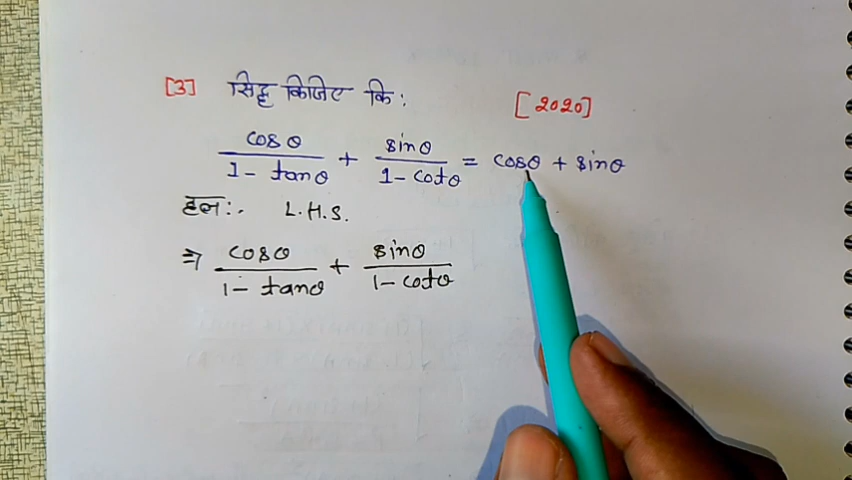 [3] सिद्ध किजिए कि :
[2020]
cosθ / 1 - tanθ + sinθ / 1 - cotθ = cosθ + sinθ
हल :- L.H.S.
⇒ cosθ / 1 - tanθ + sinθ / 1 - cotθ